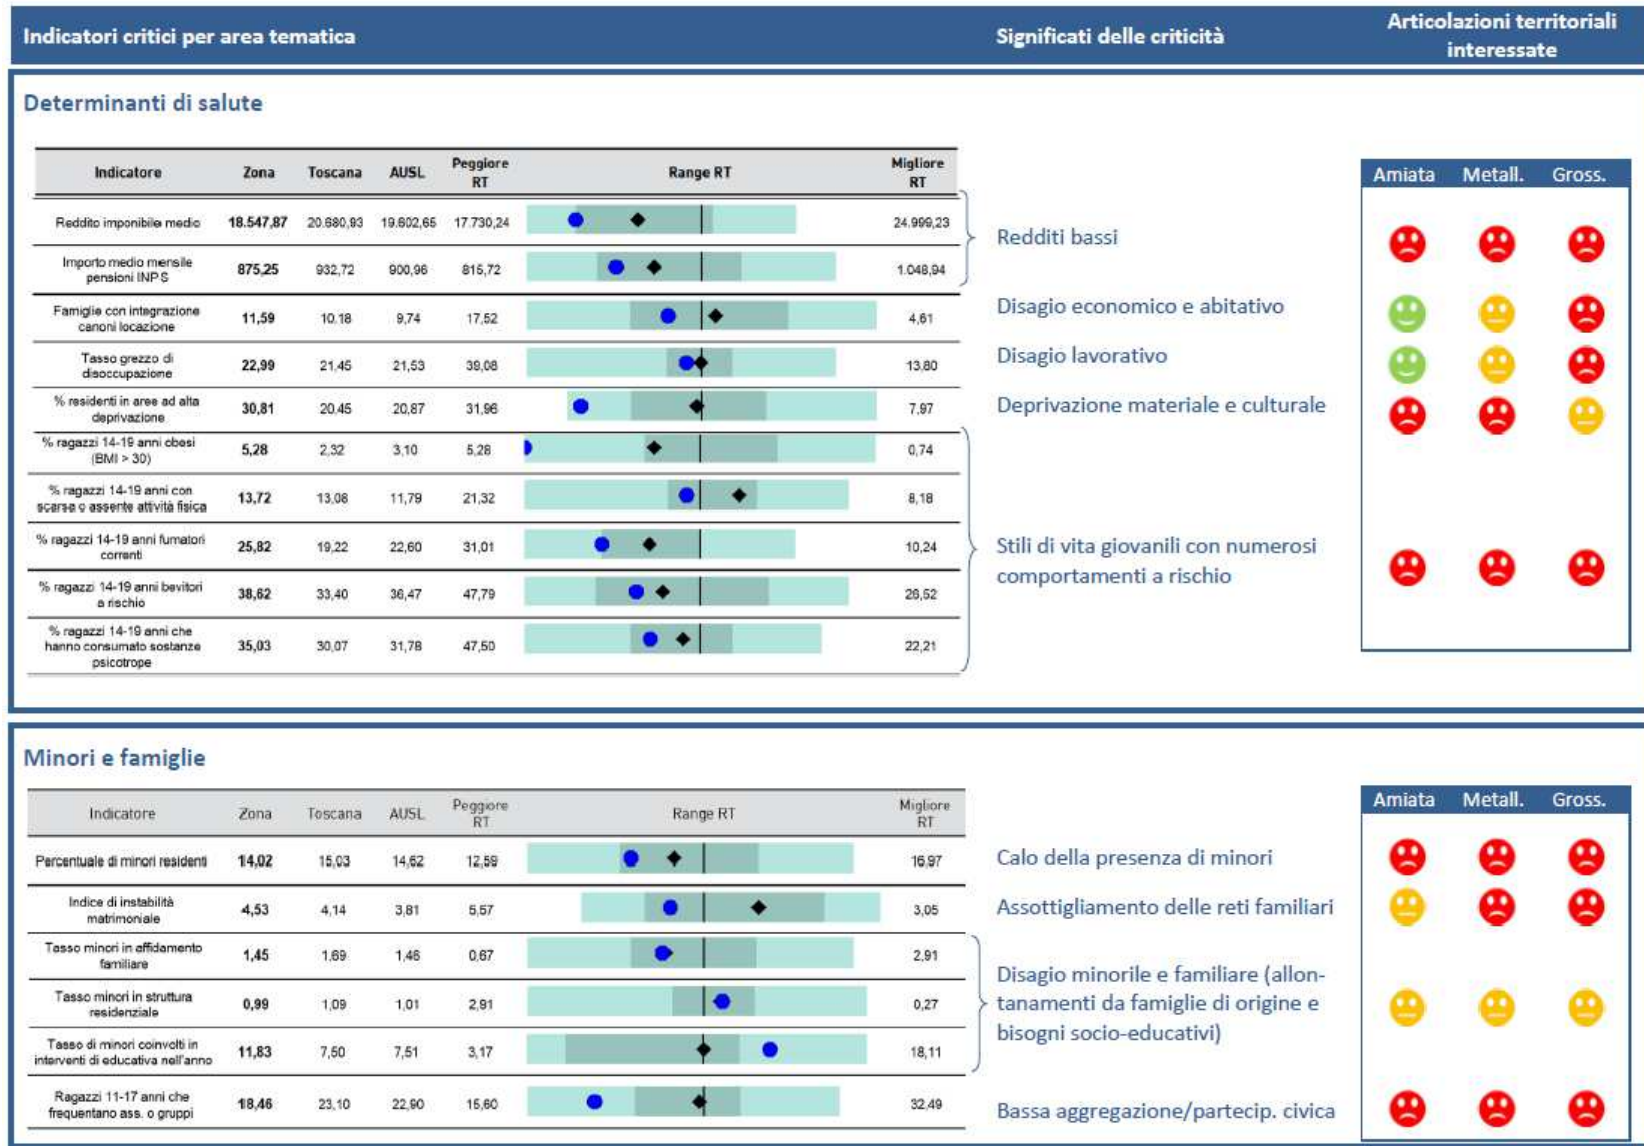 Indicatori critici per area tematica
Significati delle criticità
Articolazioni territoriali
interessate
Determinanti di salute
Indicatore Zona Toscana AUSL Peggiore RT Range RT Migliore RT
Reddito imponibile medio 18.547,87 20.680,93 19.602,65 17.730,24 24.999,23
Importo medio mensile
pensioni INPS 875,25 932,72 900,96 815,72 1.048,94
Famiglie con integrazione
canoni locazione 11,59 10,18 9,74 17,52 4,61
Tasso grezzo di
disoccupazione 22,99 21,45 21,53 39,08 13,80
% residenti in aree ad alta
deprivazione 30,81 20,45 20,87 31,96 7,97
% ragazzi 14-19 anni obesi
(BMI > 30) 5,28 2,32 3,10 5,28 0,74
% ragazzi 14-19 anni con
scarsa o assente attività fisica 13,72 13,08 11,79 21,32 8,18
% ragazzi 14-19 anni fumatori
correnti 25,82 19,22 22,60 31,01 10,24
% ragazzi 14-19 anni bevitori
a rischio 38,62 33,40 36,47 47,79 26,52
% ragazzi 14-19 anni che
hanno consumato sostanze
psicotrope 35,03 30,07 31,78 47,50 22,21
Redditi bassi
Disagio economico e abitativo
Disagio lavorativo
Deprivazione materiale e culturale
Stili di vita giovanili con numerosi
comportamenti a rischio
Amiata Metall. Gross.
Minori e famiglie
Indicatore Zona Toscana AUSL Peggiore RT Range RT Migliore RT
Percentuale di minori residenti 14,02 15,03 14,62 12,59 16,97
Indice di instabilità
matrimoniale 4,53 4,14 3,81 5,57 3,05
Tasso minori in affidamento
familiare 1,45 1,69 1,46 0,67 2,91
Tasso minori in struttura
residenziale 0,99 1,09 1,01 2,91 0,27
Tasso di minori coinvolti in
interventi di educativa nell'anno 11,83 7,50 7,51 3,17 18,11
Ragazzi 11-17 anni che
frequentano ass. o gruppi 18,46 23,10 22,90 15,60 32,49
Calo della presenza di minori
Assottigliamento delle reti familiari
Disagio minorile e familiare (allon-
tanamenti da famiglie di origine e
bisogni socio-educativi)
Bassa aggregazione/partecip. civica
Amiata Metall. Gross.